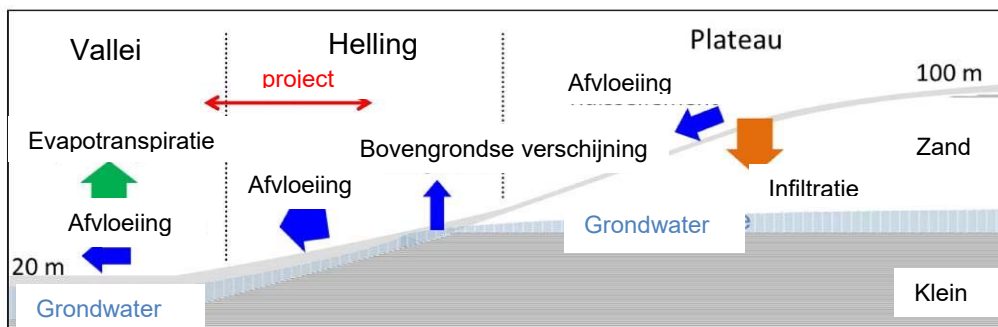 Vallei
Helling
Plateau
project
Afvloeiing
100 m
Evapotranspiratie
Bovengrondse verschijning
Zand
Afvloeiing
Infiltratie
Afvloeiing
Grondwater
20 m
Grondwater
Klein